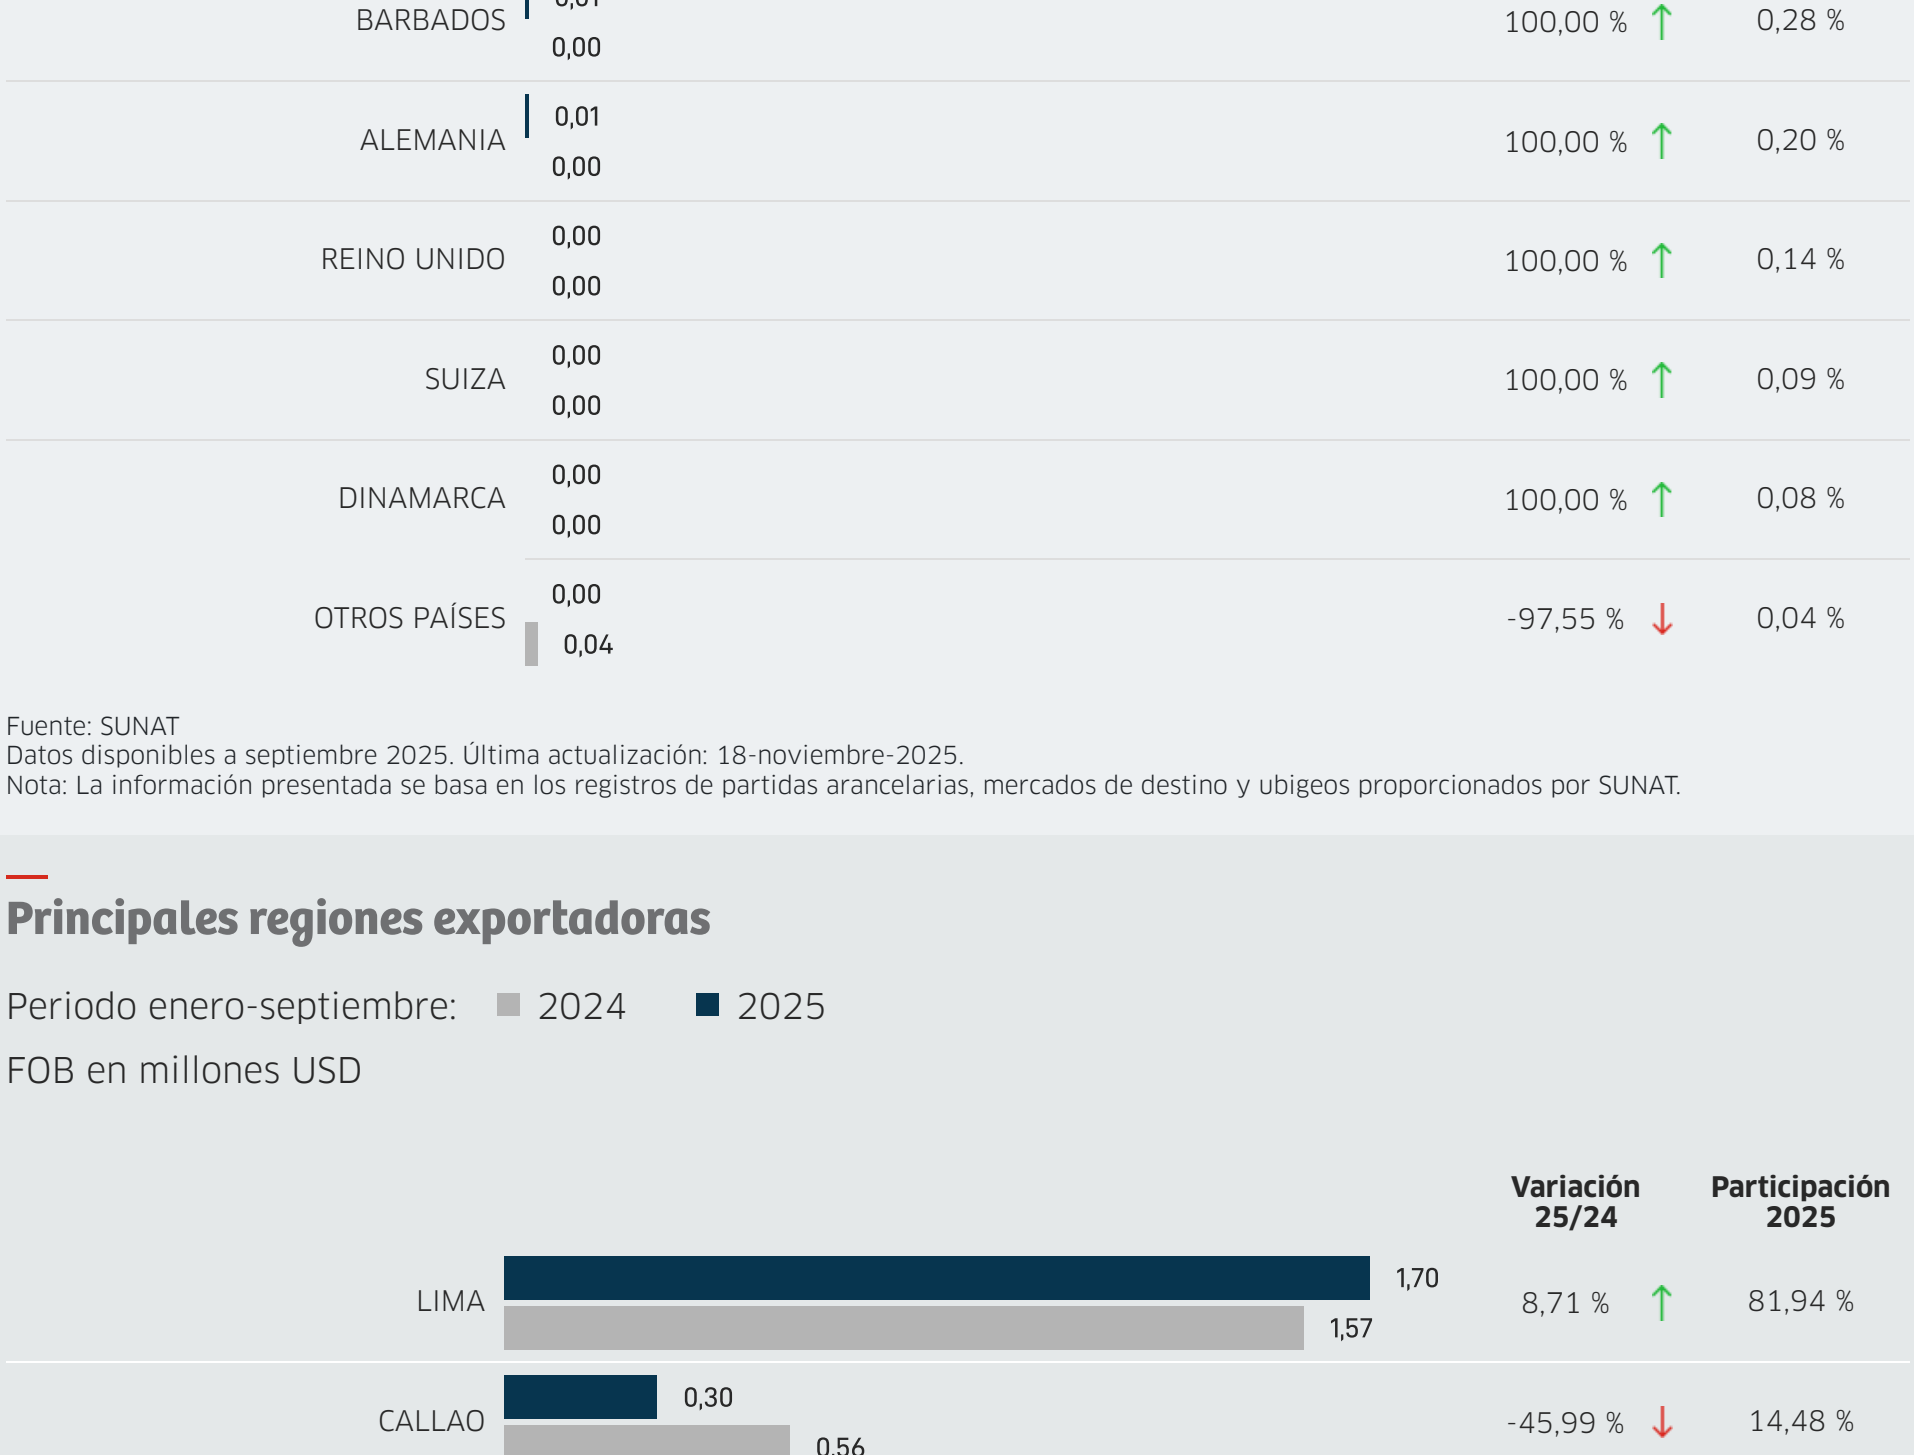 BARBADOS 0,01 100,00 % 0,28 %
0,00
ALEMANIA 0,01 100,00 % 0,20 %
0,00
REINO UNIDO 0,00 100,00 % 0,14 %
0,00
SUIZA 0,00 100,00 % 0,09 %
0,00
DINAMARCA 0,00 100,00 % 0,08 %
0,00
OTROS PAÍSES 0,00 -97,55 % 0,04 %
0,04
Fuente: SUNAT
Datos disponibles a septiembre 2025. Última actualización: 18-noviembre-2025.
Nota: La información presentada se basa en los registros de partidas arancelarias, mercados de destino y ubigeos proporcionados por SUNAT.
Principales regiones exportadoras
Periodo enero-septiembre: 2024 2025
FOB en millones USD
Variación Participación
25/24 2025
LIMA 1,70 8,71 % 81,94 %
1,57
CALLAO 0,30 -45,99 % 14,48 %
0,56